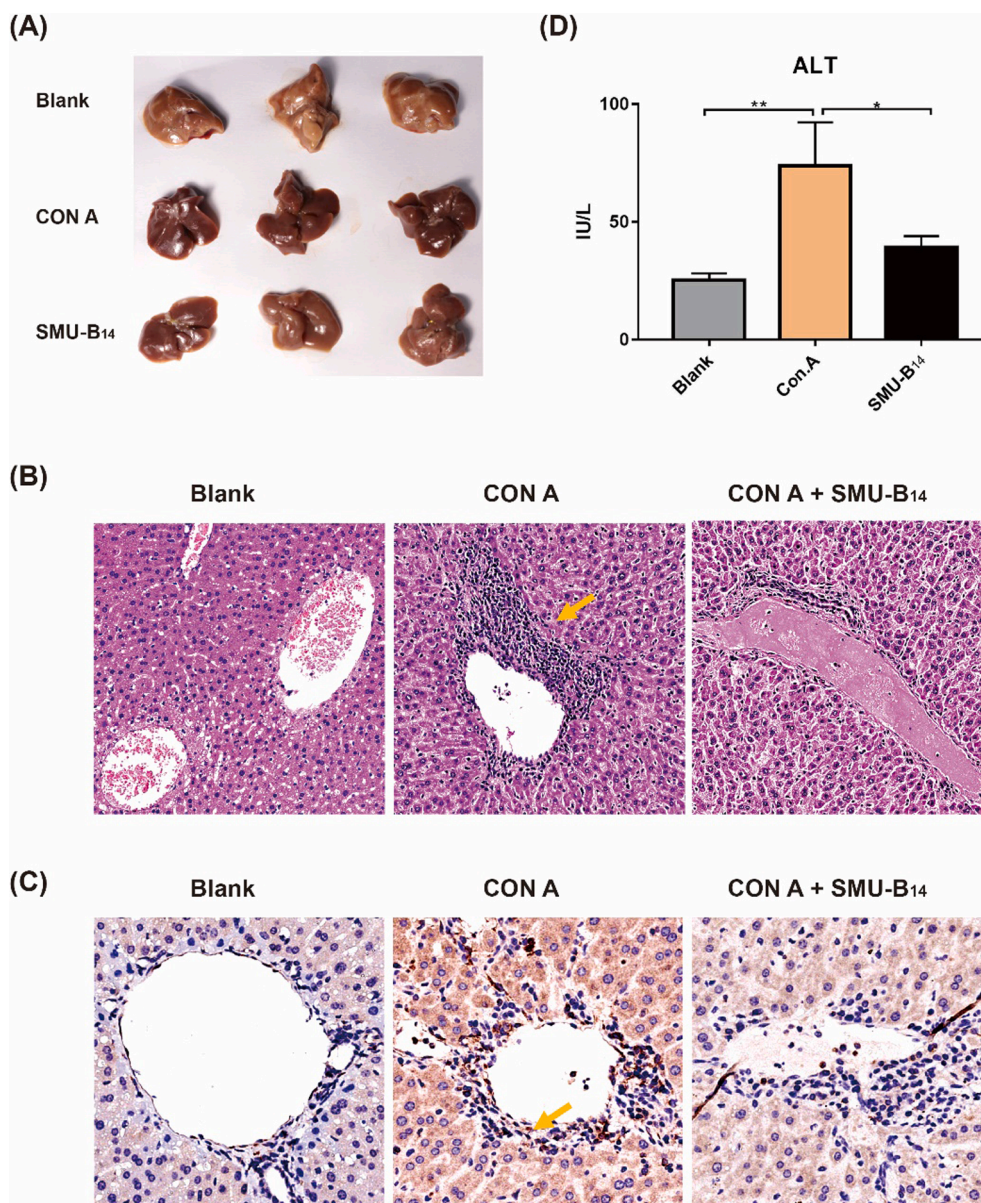 (A)
Blank
CON A
SMU-B₁₄
(D)
ALT
** *
100
50
0
IU/L
Blank
Con.A
SMU-B¹⁴
(B)
Blank CON A CON A + SMU-B₁₄
(C)
Blank CON A CON A + SMU-B₁₄